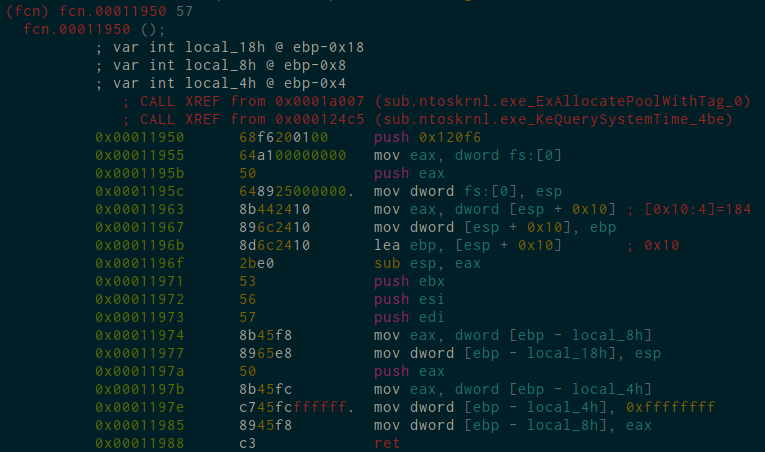 (fcn) fcn.00011950 57
fcn.00011950 ();
; var int local_18h @ ebp-0x18
; var int local_8h @ ebp-0x8
; var int local_4h @ ebp-0x4
; CALL XREF from 0x0001a007 (sub.ntoskrnl.exe_ExAllocatePoolWithTag_0)
; CALL XREF from 0x000124c5 (sub.ntoskrnl.exe_KeQuerySystemTime_4be)
0x00011950 68f6200100 push 0x120f6
0x00011955 64a100000000 mov eax, dword fs:[0]
0x0001195b 50 push eax
0x0001195c 648925000000. mov dword fs:[0], esp
0x00011963 8b442410 mov eax, dword [esp + 0x10] ; [0x10:4]=184
0x00011967 896c2410 mov dword [esp + 0x10], ebp
0x0001196b 8d6c2410 lea ebp, [esp + 0x10] ; 0x10
0x0001196f 2be0 sub esp, eax
0x00011971 53 push ebx
0x00011972 56 push esi
0x00011973 57 push edi
0x00011974 8b45f8 mov eax, dword [ebp - local_8h]
0x00011977 8965e8 mov dword [ebp - local_18h], esp
0x0001197a 50 push eax
0x0001197b 8b45fc mov eax, dword [ebp - local_4h]
0x0001197e c745fcffffff. mov dword [ebp - local_4h], 0xffffffff
0x00011985 8945f8 mov dword [ebp - local_8h], eax
0x00011988 c3 ret